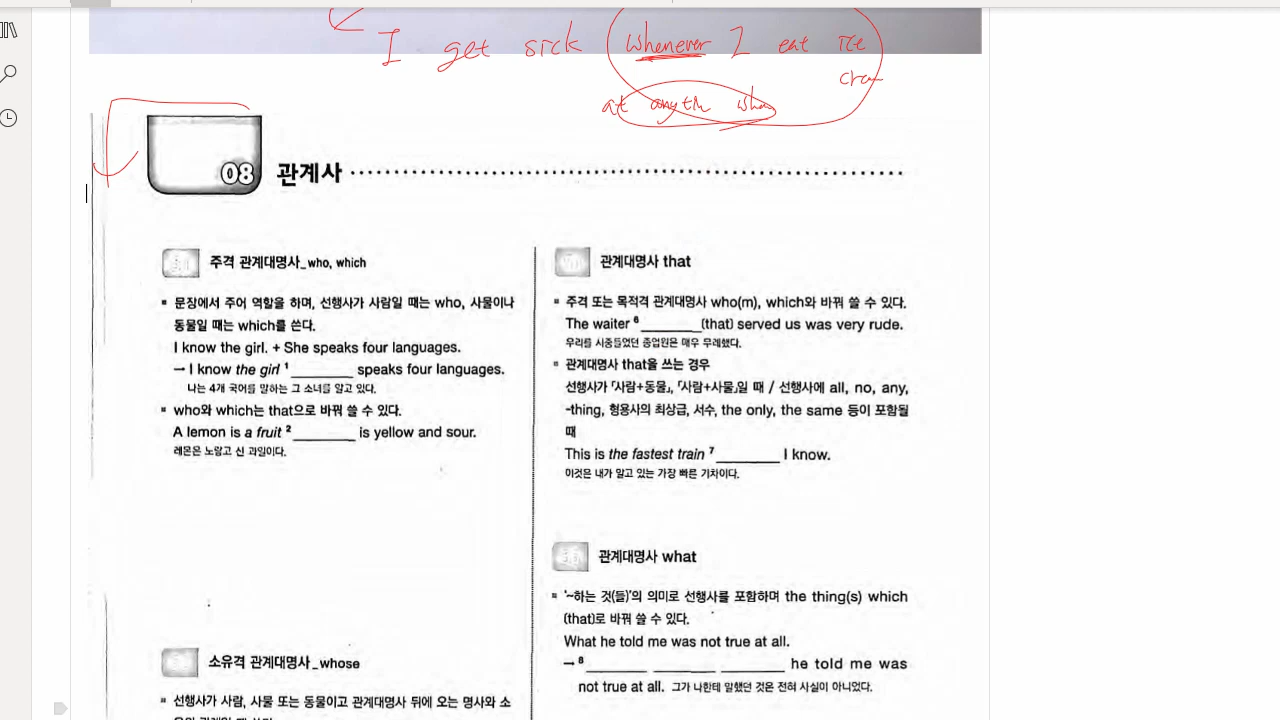 I get sick whenever I eat ice
at when
08 관계사
주격 관계대명사_who, which
▪ 문장에서 주어 역할을 하며, 선행사가 사람일 때는 who, 사물이나
동물일 때는 which를 쓴다.
I know the girl. + She speaks four languages.
→ I know the girl ¹ ________ speaks four languages.
나는 4개 국어를 말하는 그 소녀를 알고 있다.
▪ who와 which는 that으로 바꿔 쓸 수 있다.
A lemon is a fruit ² ________ is yellow and sour.
레몬은 노랗고 신 과일이다.
소유격 관계대명사_whose
▪ 선행사가 사람, 사물 또는 동물이고 관계대명사 뒤에 오는 명사와 소
관계대명사 that
▪ 주격 또는 목적격 관계대명사 who(m), which와 바꿔 쓸 수 있다.
The waiter ⁶ ________(that) served us was very rude.
우리를 시중들었던 종업원은 매우 무례했다.
▪ 관계대명사 that을 쓰는 경우
선행사가 「사람+동물」, 「사람+사물」일 때 / 선행사에 all, no, any,
-thing, 형용사의 최상급, 서수, the only, the same 등이 포함될
때
This is the fastest train ⁷ ________ I know.
이것은 내가 알고 있는 가장 빠른 기차이다.
관계대명사 what
▪ '~하는 것(들)'의 의미로 선행사를 포함하며 the thing(s) which
(that)로 바꿔 쓸 수 있다.
What he told me was not true at all.
→ ⁸ ________ ________ ________ he told me was
not true at all. 그가 나한테 말했던 것은 전혀 사실이 아니었다.